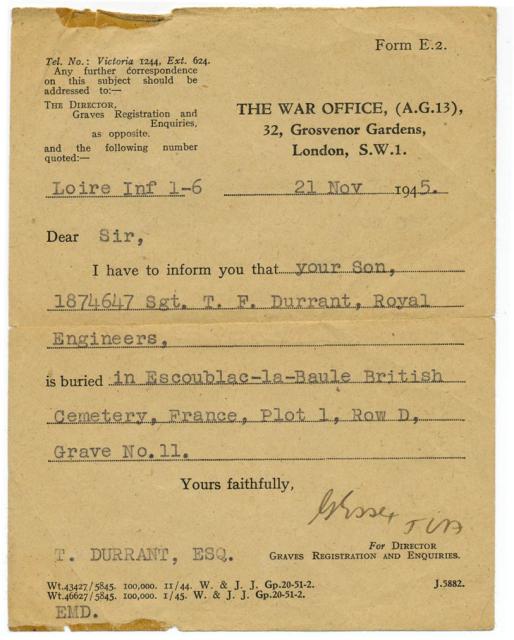 Form E.2.
Tel. No.: Victoria 1244, Ext. 624.
Any further correspondence
on this subject should be
addressed to:—
THE DIRECTOR,
Graves Registration and
Enquiries,
as opposite.
and the following number
quoted:—
THE WAR OFFICE, (A.G.13),
32, Grosvenor Gardens,
London, S.W.1.
Loire Inf 1-6 21 Nov 1945.
Dear Sir,
I have to inform you that your Son,
1874647 Sgt. T. F. Durrant, Royal
Engineers,
is buried in Escoublac-la-Baule British
Cemetery, France, Plot 1, Row D,
Grave No.11.
Yours faithfully,
T. DURRANT, ESQ.
For DIRECTOR
GRAVES REGISTRATION AND ENQUIRIES.
Wt.43427/5845. 100,000. 11/44. W. & J. J. Gp.20-51-2. J.5882.
Wt.46627/5845. 100,000. 1/45. W. & J. J. Gp.20-51-2.
EMD.